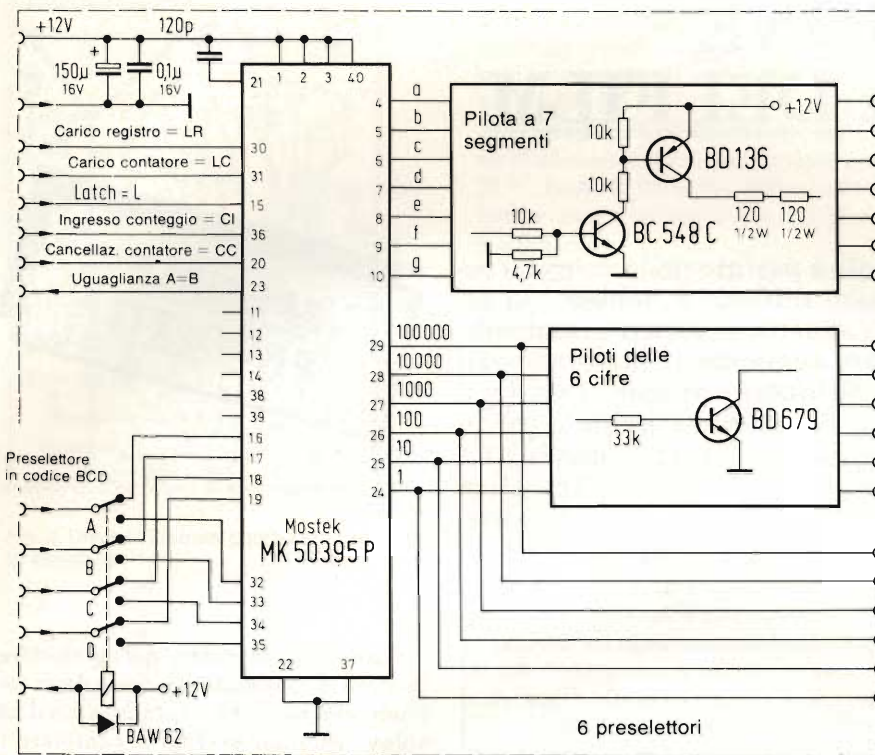 +12V
120p
+
150µ
16V
0,1µ
16V
21
1
2
3
40
Carico registro = LR
30
Carico contatore = LC
31
Latch = L
15
Ingresso conteggio = CI
36
Cancellaz. contatore = CC
20
Uguaglianza A=B
23
11
12
13
14
38
39
16
17
18
19
Preselettore
in codice BCD
A
B
C
D
32
33
34
35
+12V
BAW 62
Mostek
MK 50395 P
22
37
4
a
5
b
6
c
7
d
8
e
9
f
10
g
Pilota a 7
segmenti
10k
10k
+12V
BD 136
10k
4,7k
BC 548 C
120
1/2W
120
1/2W
29
100000
28
10000
27
1000
26
100
25
10
24
1
Piloti delle
6 cifre
33k
BD 679
6 preselettori